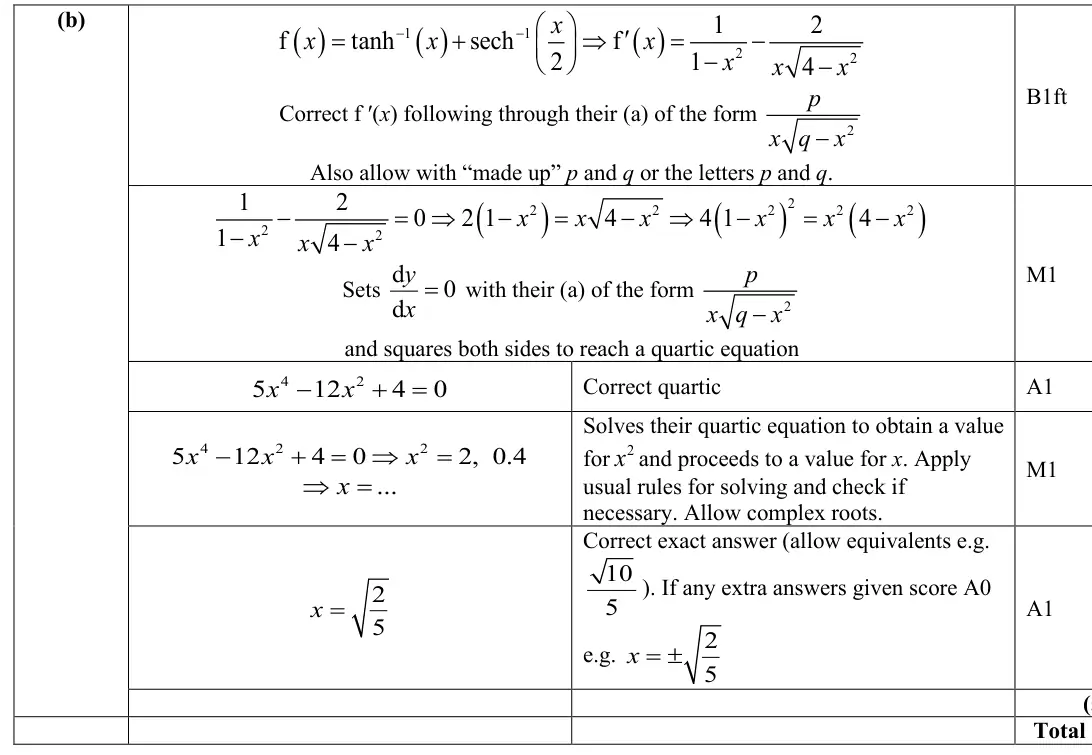 (b)
f(x) = tanh⁻¹(x) + sech⁻¹(x/2) ⇒ f′(x) = 1/(1−x²) − 2/(x√(4−x²))
Correct f ′(x) following through their (a) of the form p/(x√(q−x²))
Also allow with “made up” p and q or the letters p and q.
B1ft
1/(1−x²) − 2/(x√(4−x²)) = 0 ⇒ 2(1−x²) = x√(4−x²) ⇒ 4(1−x²)² = x²(4−x²)
Sets dy/dx = 0 with their (a) of the form p/(x√(q−x²))
and squares both sides to reach a quartic equation
M1
5x⁴ −12x² + 4 = 0
Correct quartic
A1
5x⁴ −12x² + 4 = 0 ⇒ x² = 2, 0.4
⇒ x = ...
Solves their quartic equation to obtain a value
for x² and proceeds to a value for x. Apply
usual rules for solving and check if
necessary. Allow complex roots.
M1
x = √(2/5)
Correct exact answer (allow equivalents e.g.
√10/5 ). If any extra answers given score A0
e.g. x = ±√(2/5)
A1
(
Total